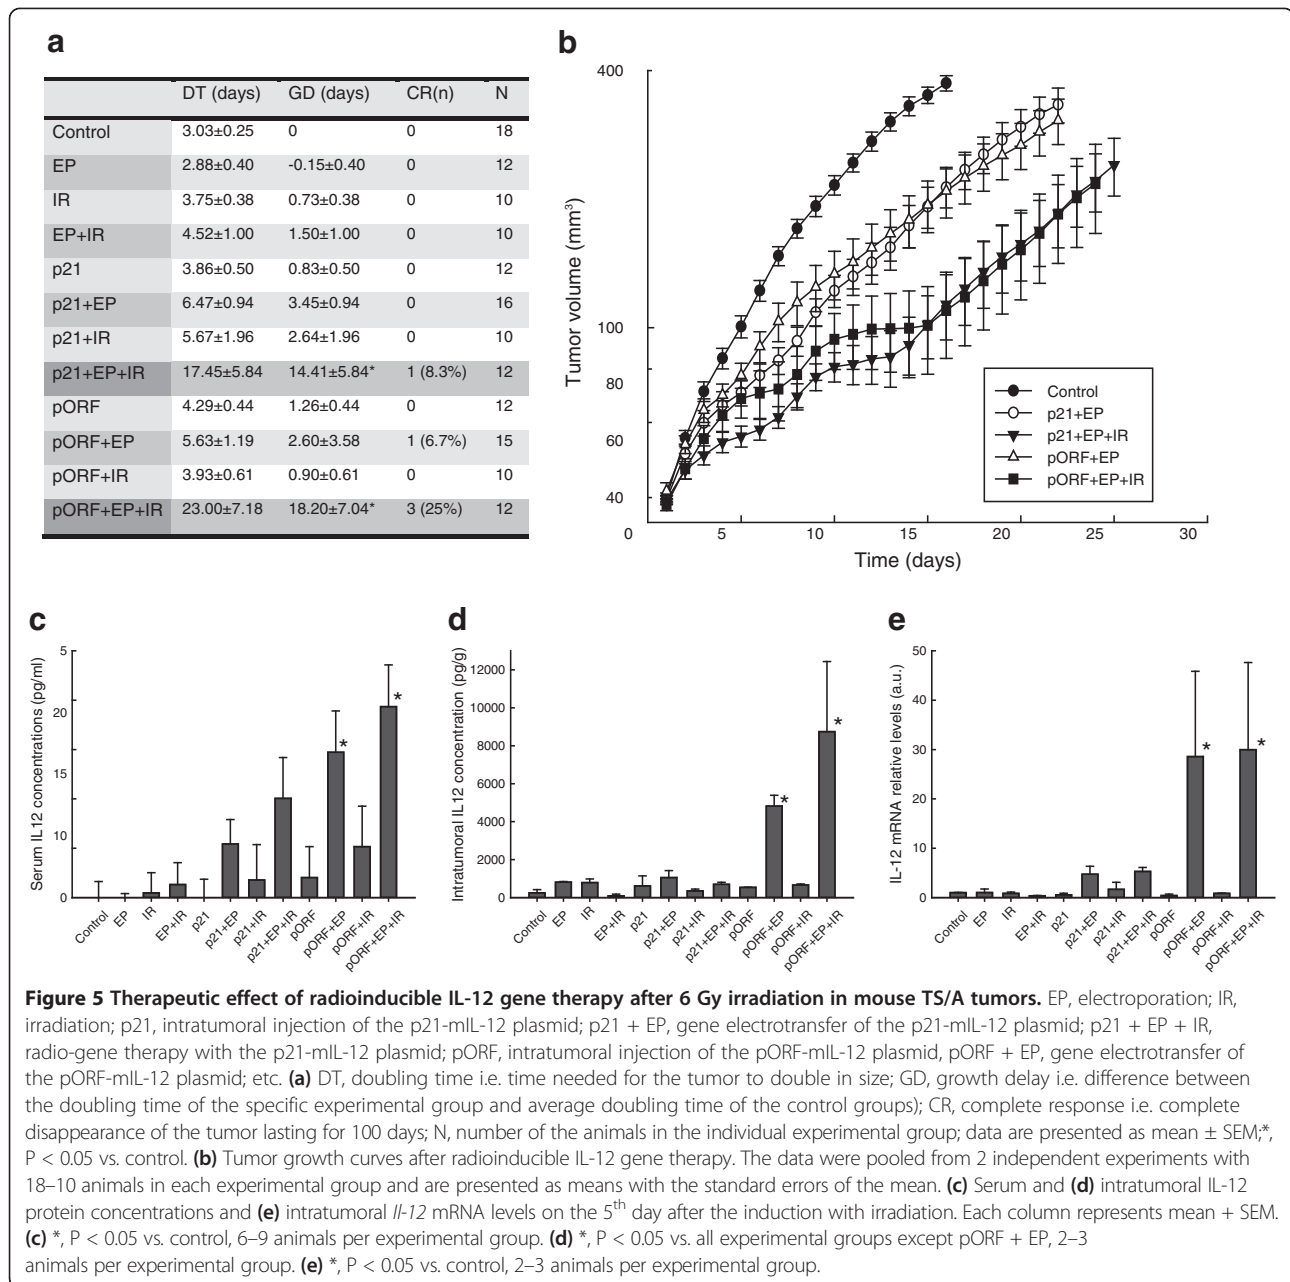 a
DT (days) GD (days) CR(n) N
Control 3.03±0.25 0 0 18
EP 2.88±0.40 -0.15±0.40 0 12
IR 3.75±0.38 0.73±0.38 0 10
EP+IR 4.52±1.00 1.50±1.00 0 10
p21 3.86±0.50 0.83±0.50 0 12
p21+EP 6.47±0.94 3.45±0.94 0 16
p21+IR 5.67±1.96 2.64±1.96 0 10
p21+EP+IR 17.45±5.84 14.41±5.84* 1 (8.3%) 12
pORF 4.29±0.44 1.26±0.44 0 12
pORF+EP 5.63±1.19 2.60±3.58 1 (6.7%) 15
pORF+IR 3.93±0.61 0.90±0.61 0 10
pORF+EP+IR 23.00±7.18 18.20±7.04* 3 (25%) 12
b
Tumor volume (mm³)
400
100
80
60
40
0 5 10 15 20 25 30
Time (days)
Control
p21+EP
p21+EP+IR
pORF+EP
pORF+EP+IR
c
Serum IL12 concentrations (pg/ml)
5
20
15
10
0
* *
Control EP IR EP+IR p21 p21+EP p21+IR p21+EP+IR pORF pORF+EP pORF+IR pORF+EP+IR
d
Intratumoral IL12 concentration (pg/g)
12000
10000
8000
6000
4000
2000
0
* *
Control EP IR EP+IR p21 p21+EP p21+IR p21+EP+IR pORF pORF+EP pORF+IR pORF+EP+IR
e
IL-12 mRNA relative levels (a.u.)
50
40
30
20
10
0
* *
Control EP IR EP+IR p21 p21+EP p21+IR p21+EP+IR pORF pORF+EP pORF+IR pORF+EP+IR
Figure 5 Therapeutic effect of radioinducible IL-12 gene therapy after 6 Gy irradiation in mouse TS/A tumors. EP, electroporation; IR,
irradiation; p21, intratumoral injection of the p21-mIL-12 plasmid; p21 + EP, gene electrotransfer of the p21-mIL-12 plasmid; p21 + EP + IR,
radio-gene therapy with the p21-mIL-12 plasmid; pORF, intratumoral injection of the pORF-mIL-12 plasmid, pORF + EP, gene electrotransfer of
the pORF-mIL-12 plasmid; etc. (a) DT, doubling time i.e. time needed for the tumor to double in size; GD, growth delay i.e. difference between
the doubling time of the specific experimental group and average doubling time of the control groups); CR, complete response i.e. complete
disappearance of the tumor lasting for 100 days; N, number of the animals in the individual experimental group; data are presented as mean ± SEM;*,
P < 0.05 vs. control. (b) Tumor growth curves after radioinducible IL-12 gene therapy. The data were pooled from 2 independent experiments with
18–10 animals in each experimental group and are presented as means with the standard errors of the mean. (c) Serum and (d) intratumoral IL-12
protein concentrations and (e) intratumoral Il-12 mRNA levels on the 5th day after the induction with irradiation. Each column represents mean + SEM.
(c) *, P < 0.05 vs. control, 6–9 animals per experimental group. (d) *, P < 0.05 vs. all experimental groups except pORF + EP, 2–3
animals per experimental group. (e) *, P < 0.05 vs. control, 2–3 animals per experimental group.